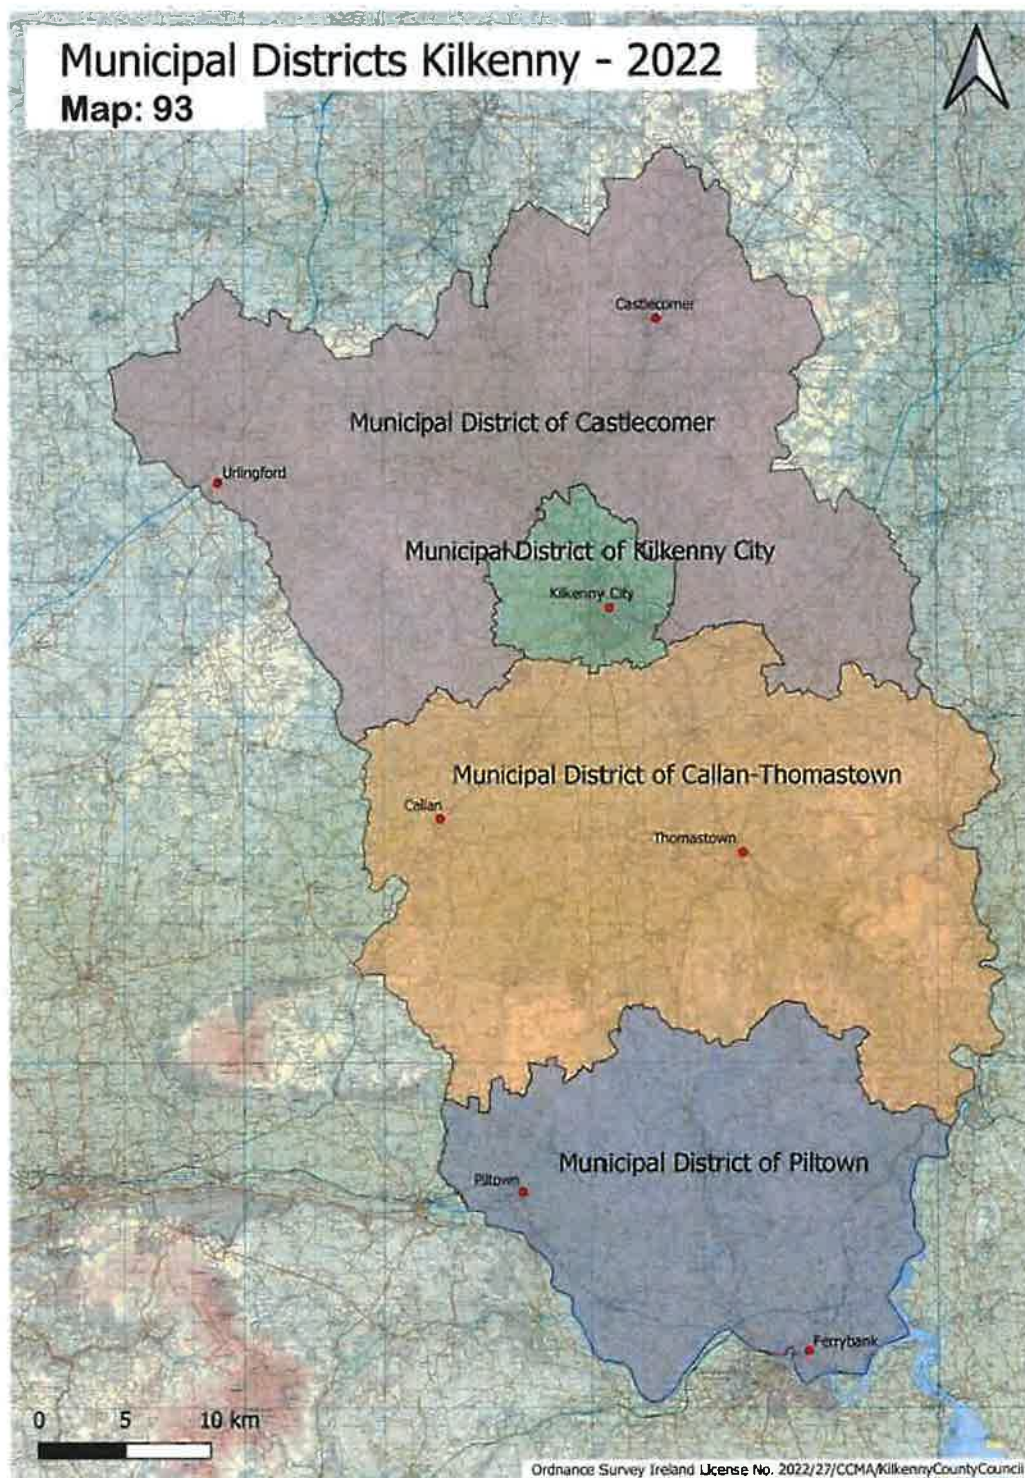 Municipal Districts Kilkenny - 2022
Map: 93
Castlecomer
Municipal District of Castlecomer
Urlingford
Municipal District of Kilkenny City
Kilkenny City
Municipal District of Callan-Thomastown
Callan
Thomastown
Municipal District of Piltown
Piltown
Ferrybank
0 5 10 km
Ordnance Survey Ireland License No. 2022/27/CCMA/KilkennyCountyCouncil